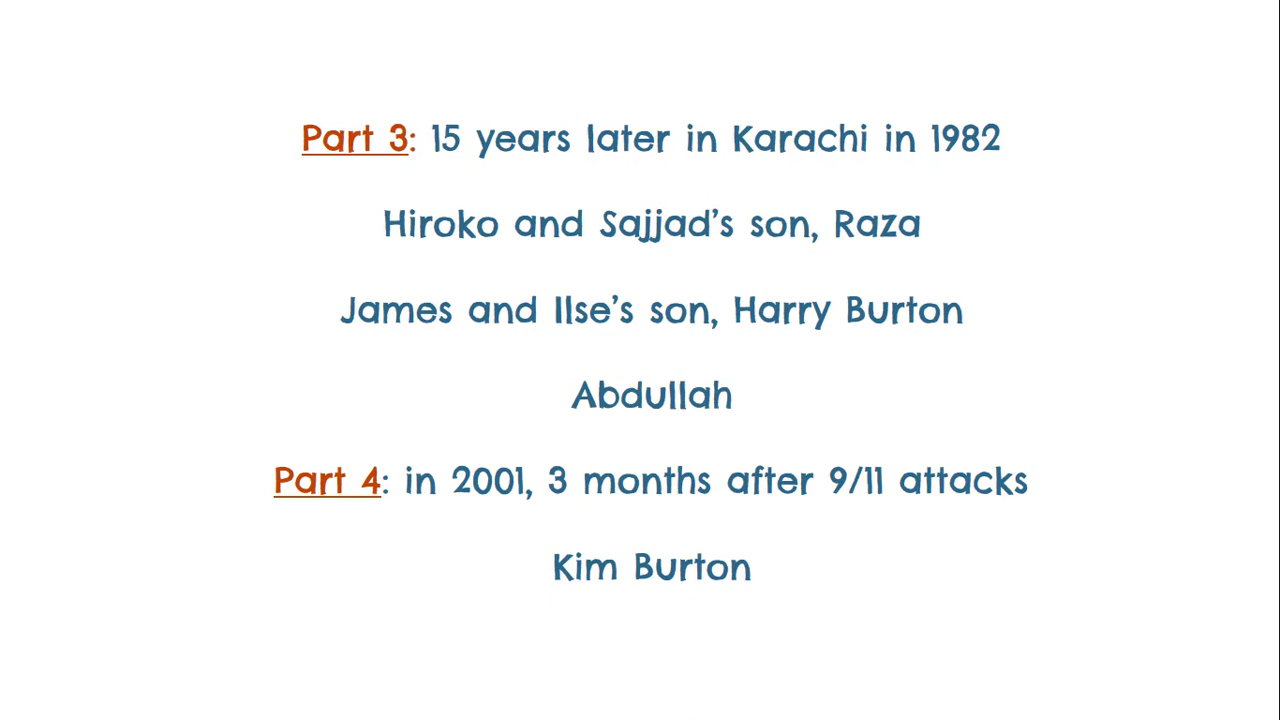 Part 3: 15 years later in Karachi in 1982
Hiroko and Sajjad’s son, Raza
James and Ilse’s son, Harry Burton
Abdullah
Part 4: in 2001, 3 months after 9/11 attacks
Kim Burton